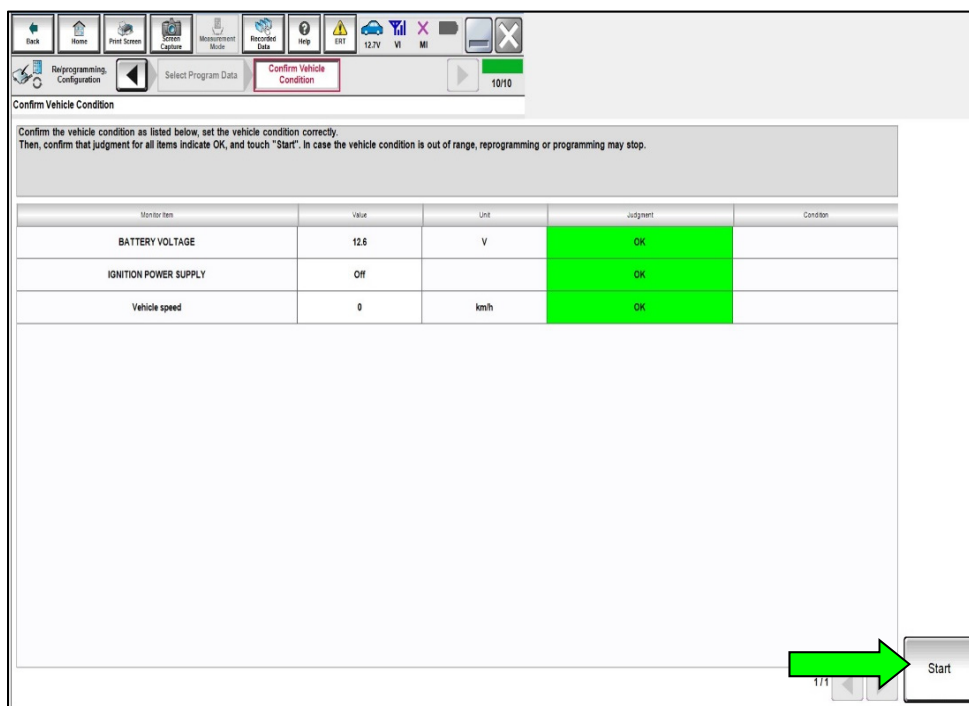 Back
Home
Print Screen
Screen Capture
Measurement Mode
Recorded Data
Help
ERT
12.7V
VI
MI
Re/programming, Configuration
Select Program Data
Confirm Vehicle Condition
10/10
Confirm Vehicle Condition
Confirm the vehicle condition as listed below, set the vehicle condition correctly.
Then, confirm that judgment for all items indicate OK, and touch "Start". In case the vehicle condition is out of range, reprogramming or programming may stop.
Monitor Item Value Unit Judgment Condition
BATTERY VOLTAGE 12.6 V OK
IGNITION POWER SUPPLY Off OK
Vehicle speed 0 km/h OK
1/1
Start